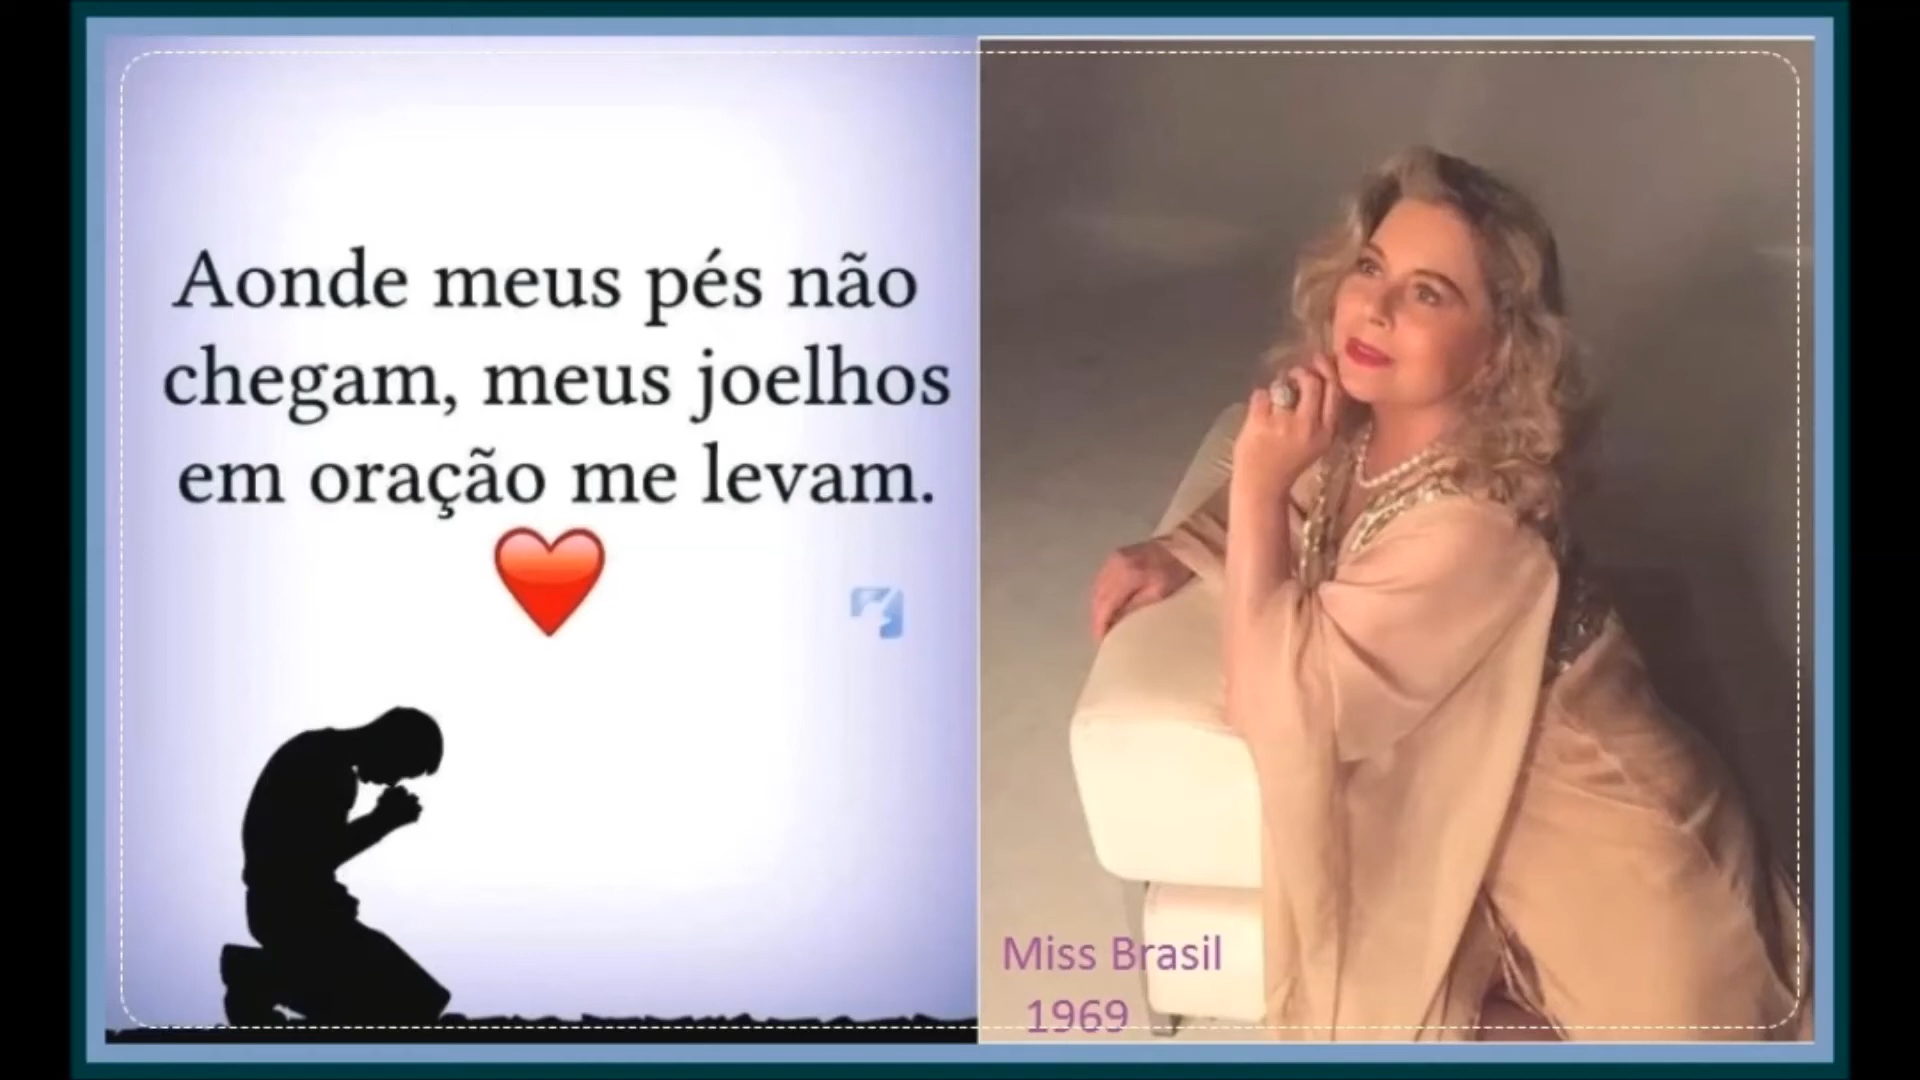 Aonde meus pés não
chegam, meus joelhos
em oração me levam.
Miss Brasil
1969